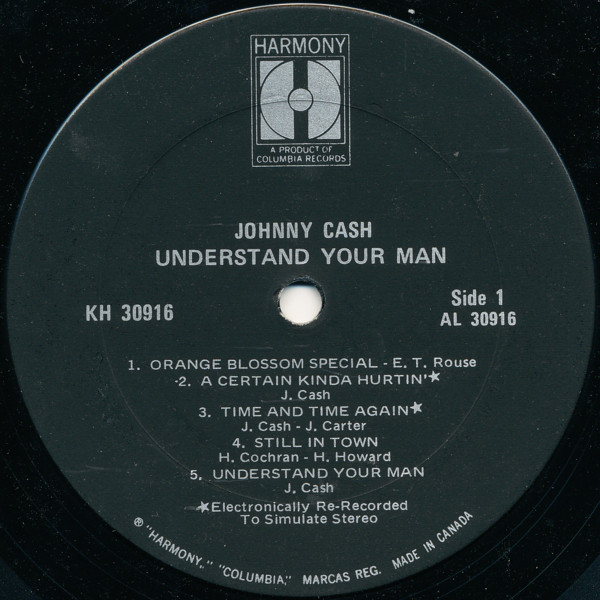 HARMONY
A PRODUCT OF
COLUMBIA RECORDS
JOHNNY CASH
UNDERSTAND YOUR MAN
KH 30916
Side 1
AL 30916
1. ORANGE BLOSSOM SPECIAL - E. T. Rouse
2. A CERTAIN KINDA HURTIN'★
J. Cash
3. TIME AND TIME AGAIN★
J. Cash - J. Carter
4. STILL IN TOWN
H. Cochran - H. Howard
5. UNDERSTAND YOUR MAN
J. Cash
★Electronically Re-Recorded
To Simulate Stereo
® "HARMONY," "COLUMBIA," MARCAS REG. MADE IN CANADA